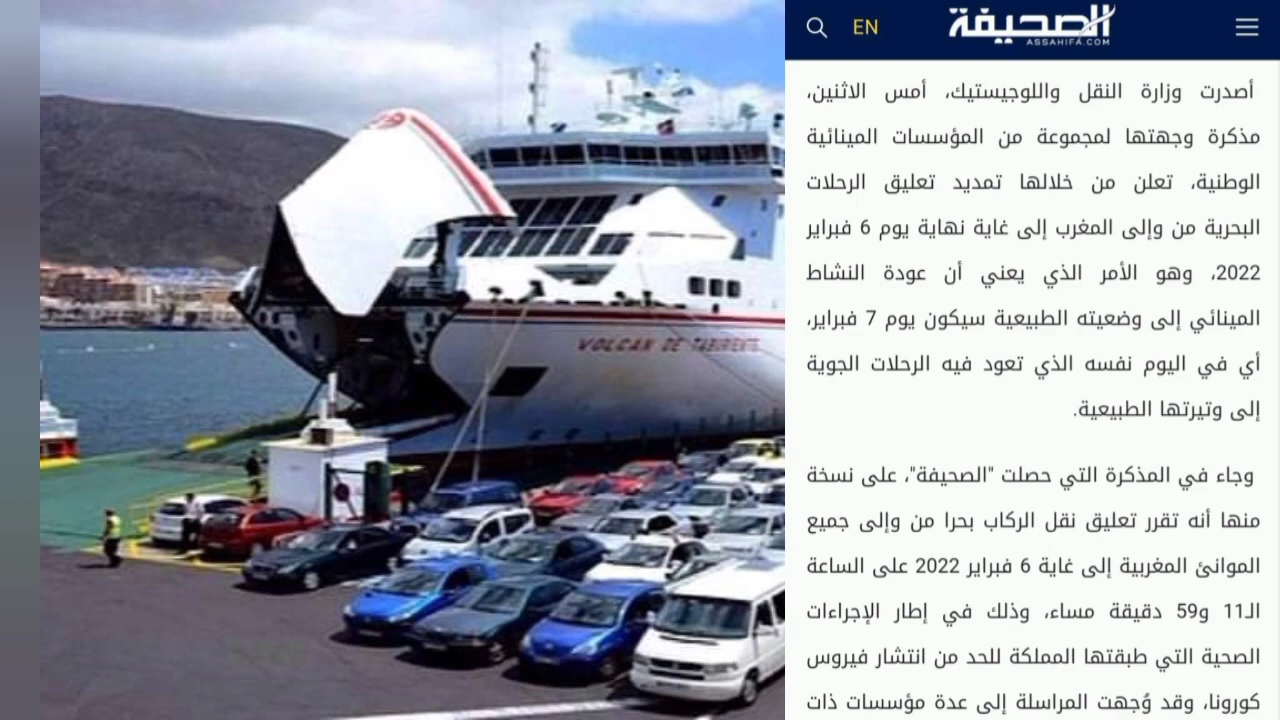 VOLCAN DE TABURIENTE
EN
الصحيفة
ASSAHIFA.COM
أصدرت وزارة النقل واللوجيستيك، أمس الاثنين،
مذكرة وجهتها لمجموعة من المؤسسات المينائية
الوطنية، تعلن من خلالها تمديد تعليق الرحلات
البحرية من وإلى المغرب إلى غاية نهاية يوم 6 فبراير
2022، وهو الأمر الذي يعني أن عودة النشاط
المينائي إلى وضعيته الطبيعية سيكون يوم 7 فبراير،
أي في اليوم نفسه الذي تعود فيه الرحلات الجوية
إلى وتيرتها الطبيعية.
وجاء في المذكرة التي حصلت "الصحيفة"، على نسخة
منها أنه تقرر تعليق نقل الركاب بحرا من وإلى جميع
الموانئ المغربية إلى غاية 6 فبراير 2022 على الساعة
الـ11 و59 دقيقة مساء، وذلك في إطار الإجراءات
الصحية التي طبقتها المملكة للحد من انتشار فيروس
كورونا، وقد وُجهت المراسلة إلى عدة مؤسسات ذات